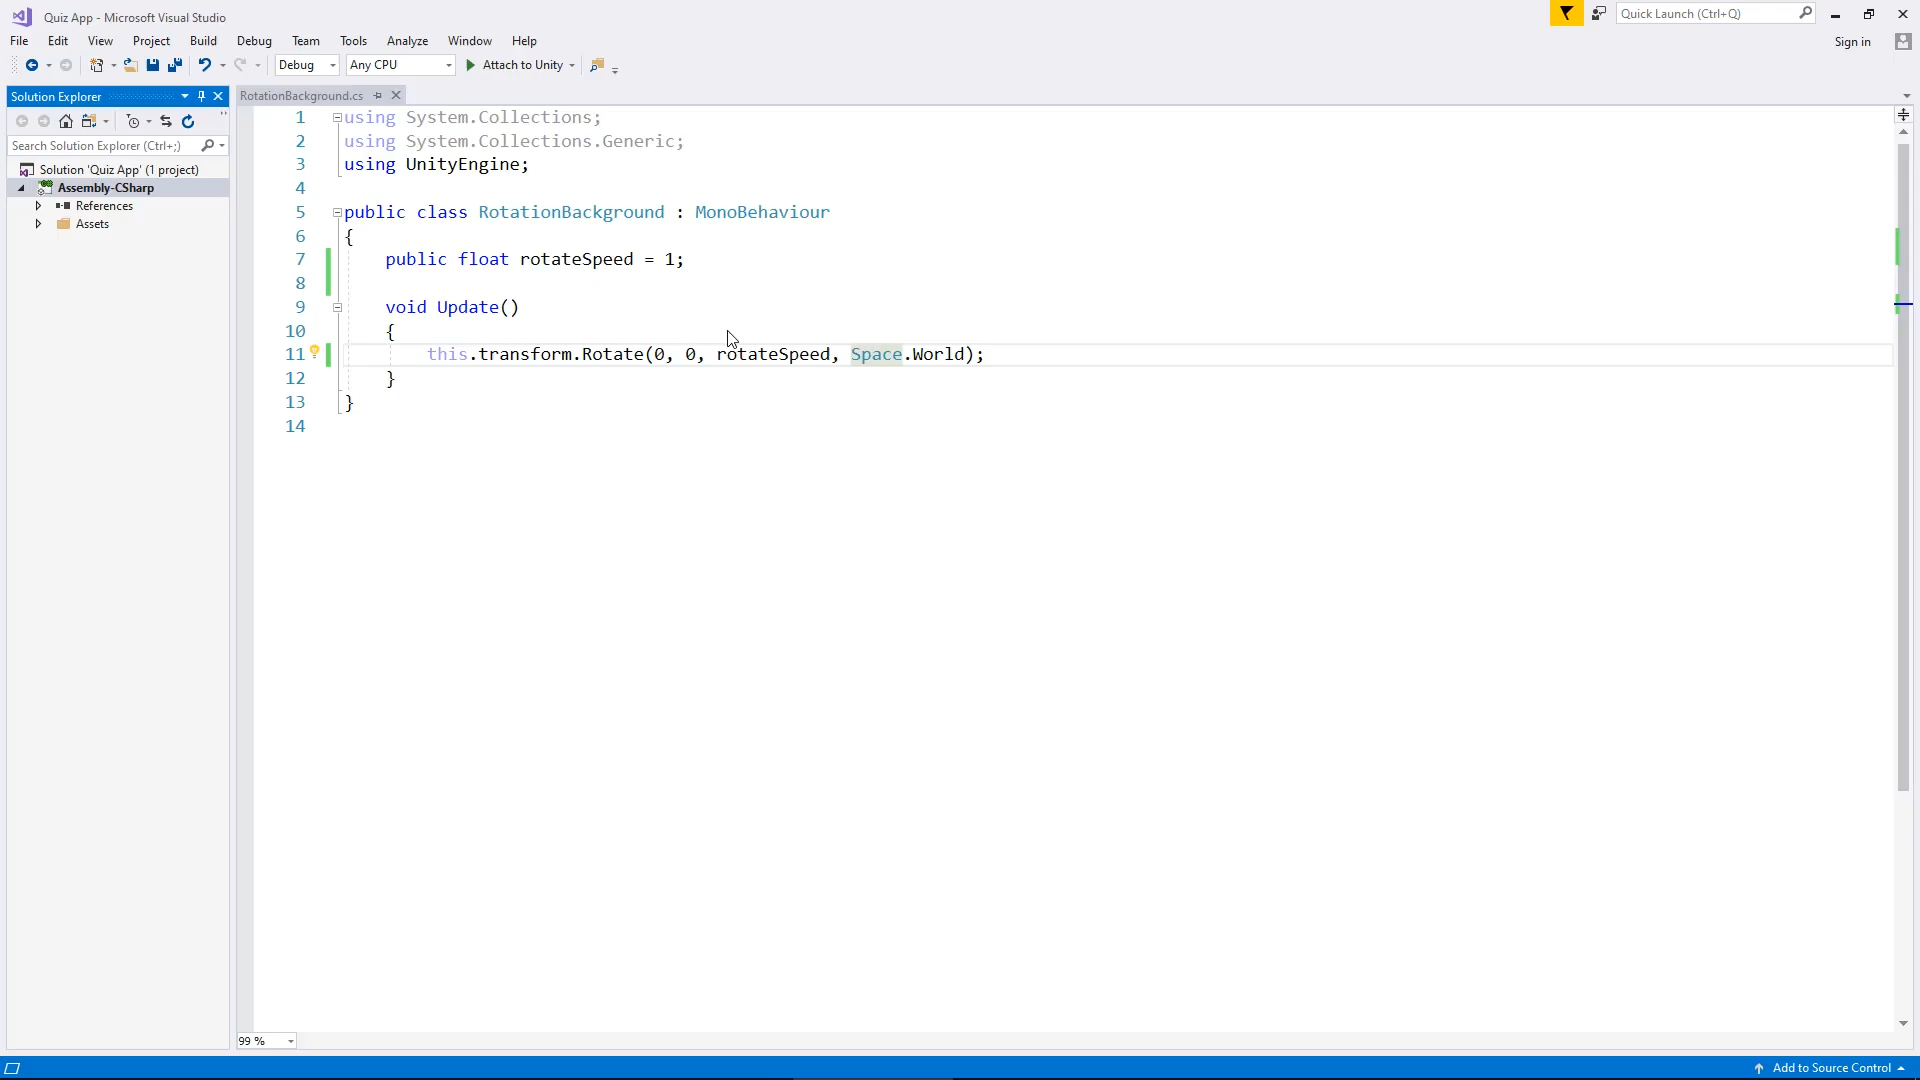 Quiz App - Microsoft Visual Studio
Quick Launch (Ctrl+Q)
File Edit View Project Build Debug Team Tools Analyze Window Help
Sign in
Debug Any CPU Attach to Unity
Solution Explorer
RotationBackground.cs
Search Solution Explorer (Ctrl+;)
Solution 'Quiz App' (1 project)
Assembly-CSharp
References
Assets
1 using System.Collections;
2 using System.Collections.Generic;
3 using UnityEngine;
4
5 public class RotationBackground : MonoBehaviour
6 {
7 public float rotateSpeed = 1;
8
9 void Update()
10 {
11 this.transform.Rotate(0, 0, rotateSpeed, Space.World);
12 }
13 }
14
99 %
Add to Source Control